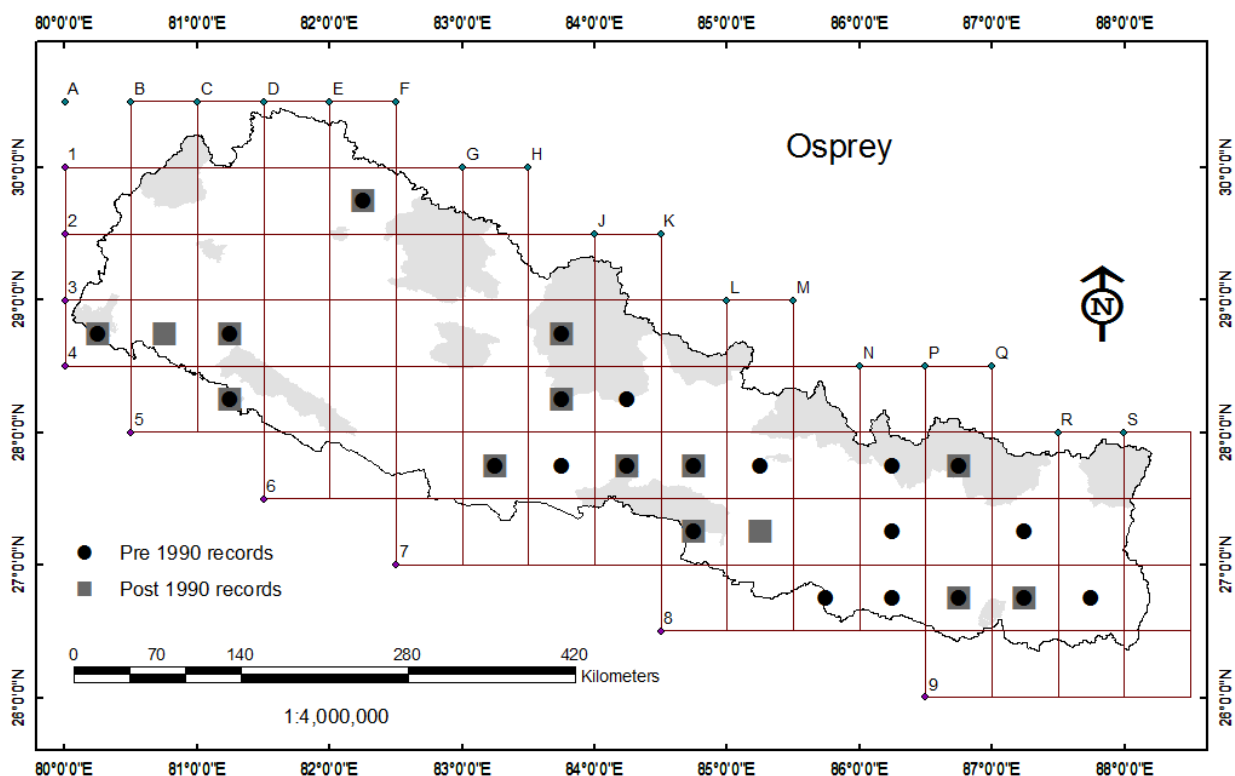 80°0'0"E 81°0'0"E 82°0'0"E 83°0'0"E 84°0'0"E 85°0'0"E 86°0'0"E 87°0'0"E 88°0'0"E
A B C D E F
Osprey
1 G H
30°0'0"N 30°0'0"N
2 J K
3 L M
29°0'0"N 29°0'0"N
N
4 N P Q
28°0'0"N 28°0'0"N
5 R S
6
Pre 1990 records
7
27°0'0"N 27°0'0"N
Post 1990 records
8
0 70 140 280 420
Kilometers
9
26°0'0"N 26°0'0"N
1:4,000,000
80°0'0"E 81°0'0"E 82°0'0"E 83°0'0"E 84°0'0"E 85°0'0"E 86°0'0"E 87°0'0"E 88°0'0"E